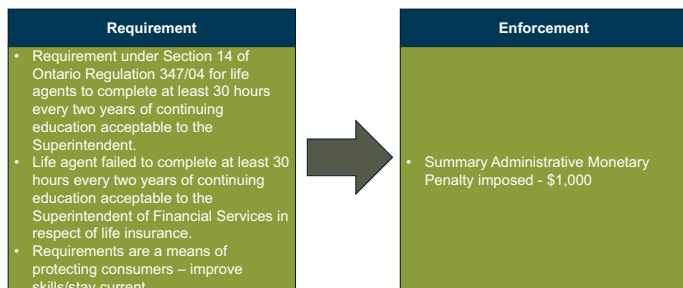 Requirement
• Requirement under Section 14 of
Ontario Regulation 347/04 for life
agents to complete at least 30 hours
every two years of continuing
education acceptable to the
Superintendent.
• Life agent failed to complete at least 30
hours every two years of continuing
education acceptable to the
Superintendent of Financial Services in
respect of life insurance.
• Requirements are a means of
protecting consumers – improve
skills/stay current
Enforcement
• Summary Administrative Monetary
Penalty imposed - $1,000